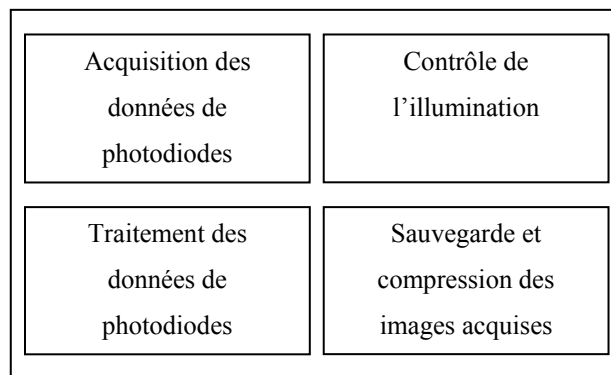 Acquisition des
données de
photodiodes
Contrôle de
l’illumination
Traitement des
données de
photodiodes
Sauvegarde et
compression des
images acquises